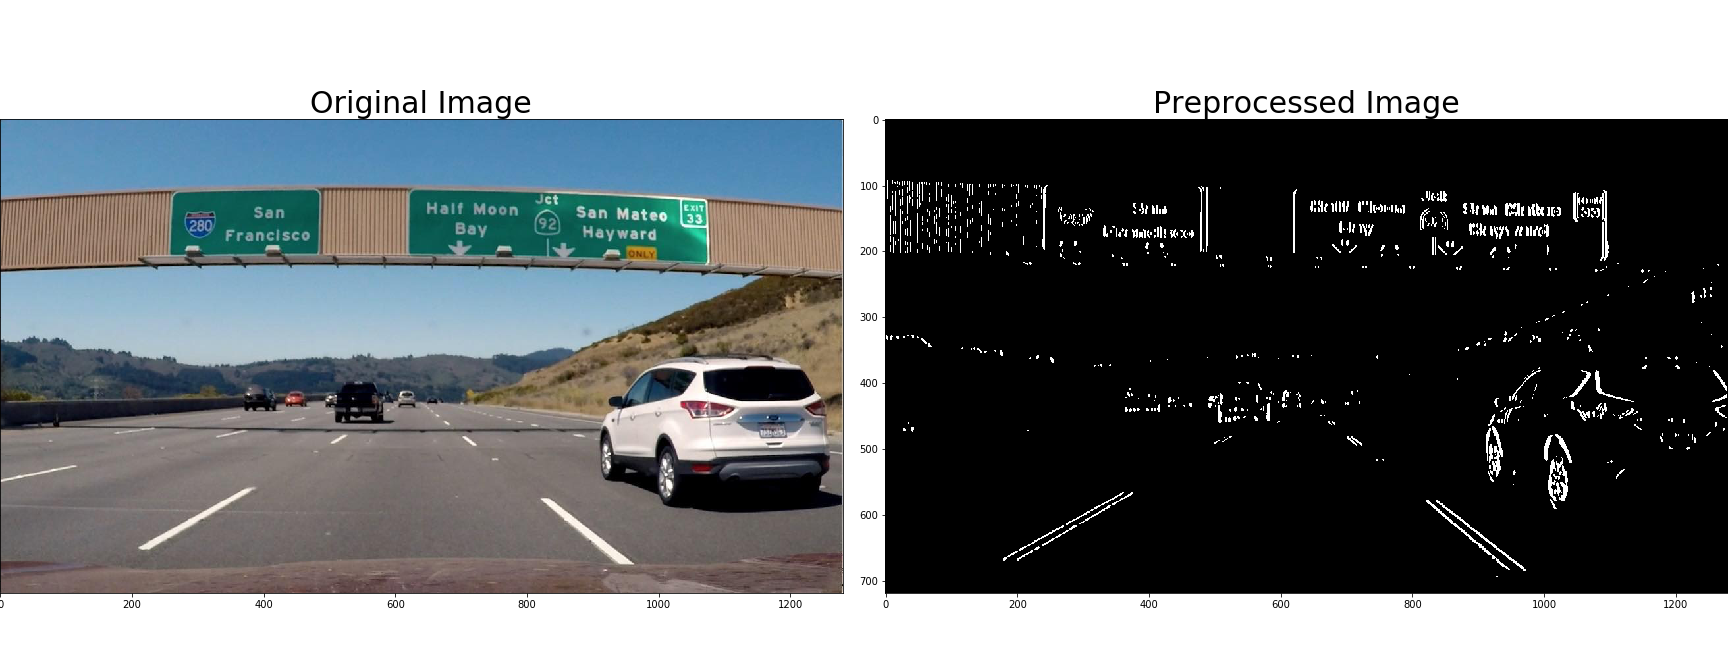 Original Image
San
280
Francisco
Half Moon
Bay
Jct
92
San Mateo
Hayward
EXIT
33
ONLY
0
200
400
600
800
1000
1200
Preprocessed Image
0
100
200
300
400
500
600
700
0
200
400
600
800
1000
1200